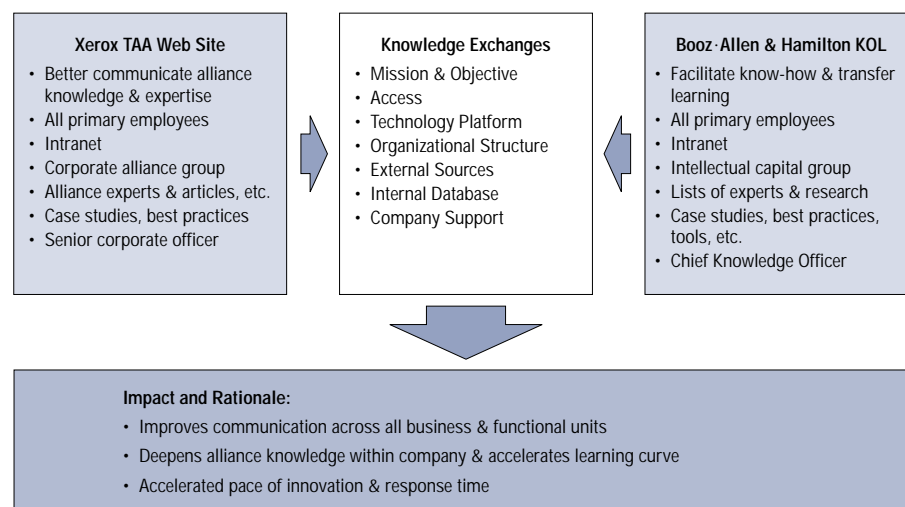 Xerox TAA Web Site
• Better communicate alliance
knowledge & expertise
• All primary employees
• Intranet
• Corporate alliance group
• Alliance experts & articles, etc.
• Case studies, best practices
• Senior corporate officer
Knowledge Exchanges
• Mission & Objective
• Access
• Technology Platform
• Organizational Structure
• External Sources
• Internal Database
• Company Support
Booz·Allen & Hamilton KOL
• Facilitate know-how & transfer
learning
• All primary employees
• Intranet
• Intellectual capital group
• Lists of experts & research
• Case studies, best practices,
tools, etc.
• Chief Knowledge Officer
Impact and Rationale:
• Improves communication across all business & functional units
• Deepens alliance knowledge within company & accelerates learning curve
• Accelerated pace of innovation & response time